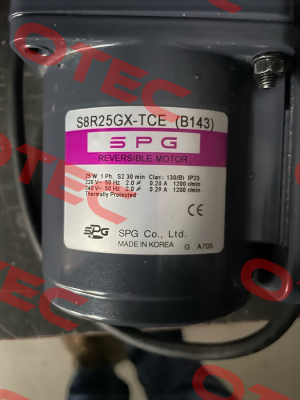 S8R25GX-TCE (B143)
SPG
REVERSIBLE MOTOR
25 W 1 Ph. S2 30 min Class 130(B) IP23
220 V~ 50 Hz 2.0 μF 0.28 A 1200 r/min
240 V~ 50 Hz 2.0 μF 0.28 A 1200 r/min
Thermally Protected
CE
SPG SPG Co., Ltd.
MADE IN KOREA G A705
OTEC